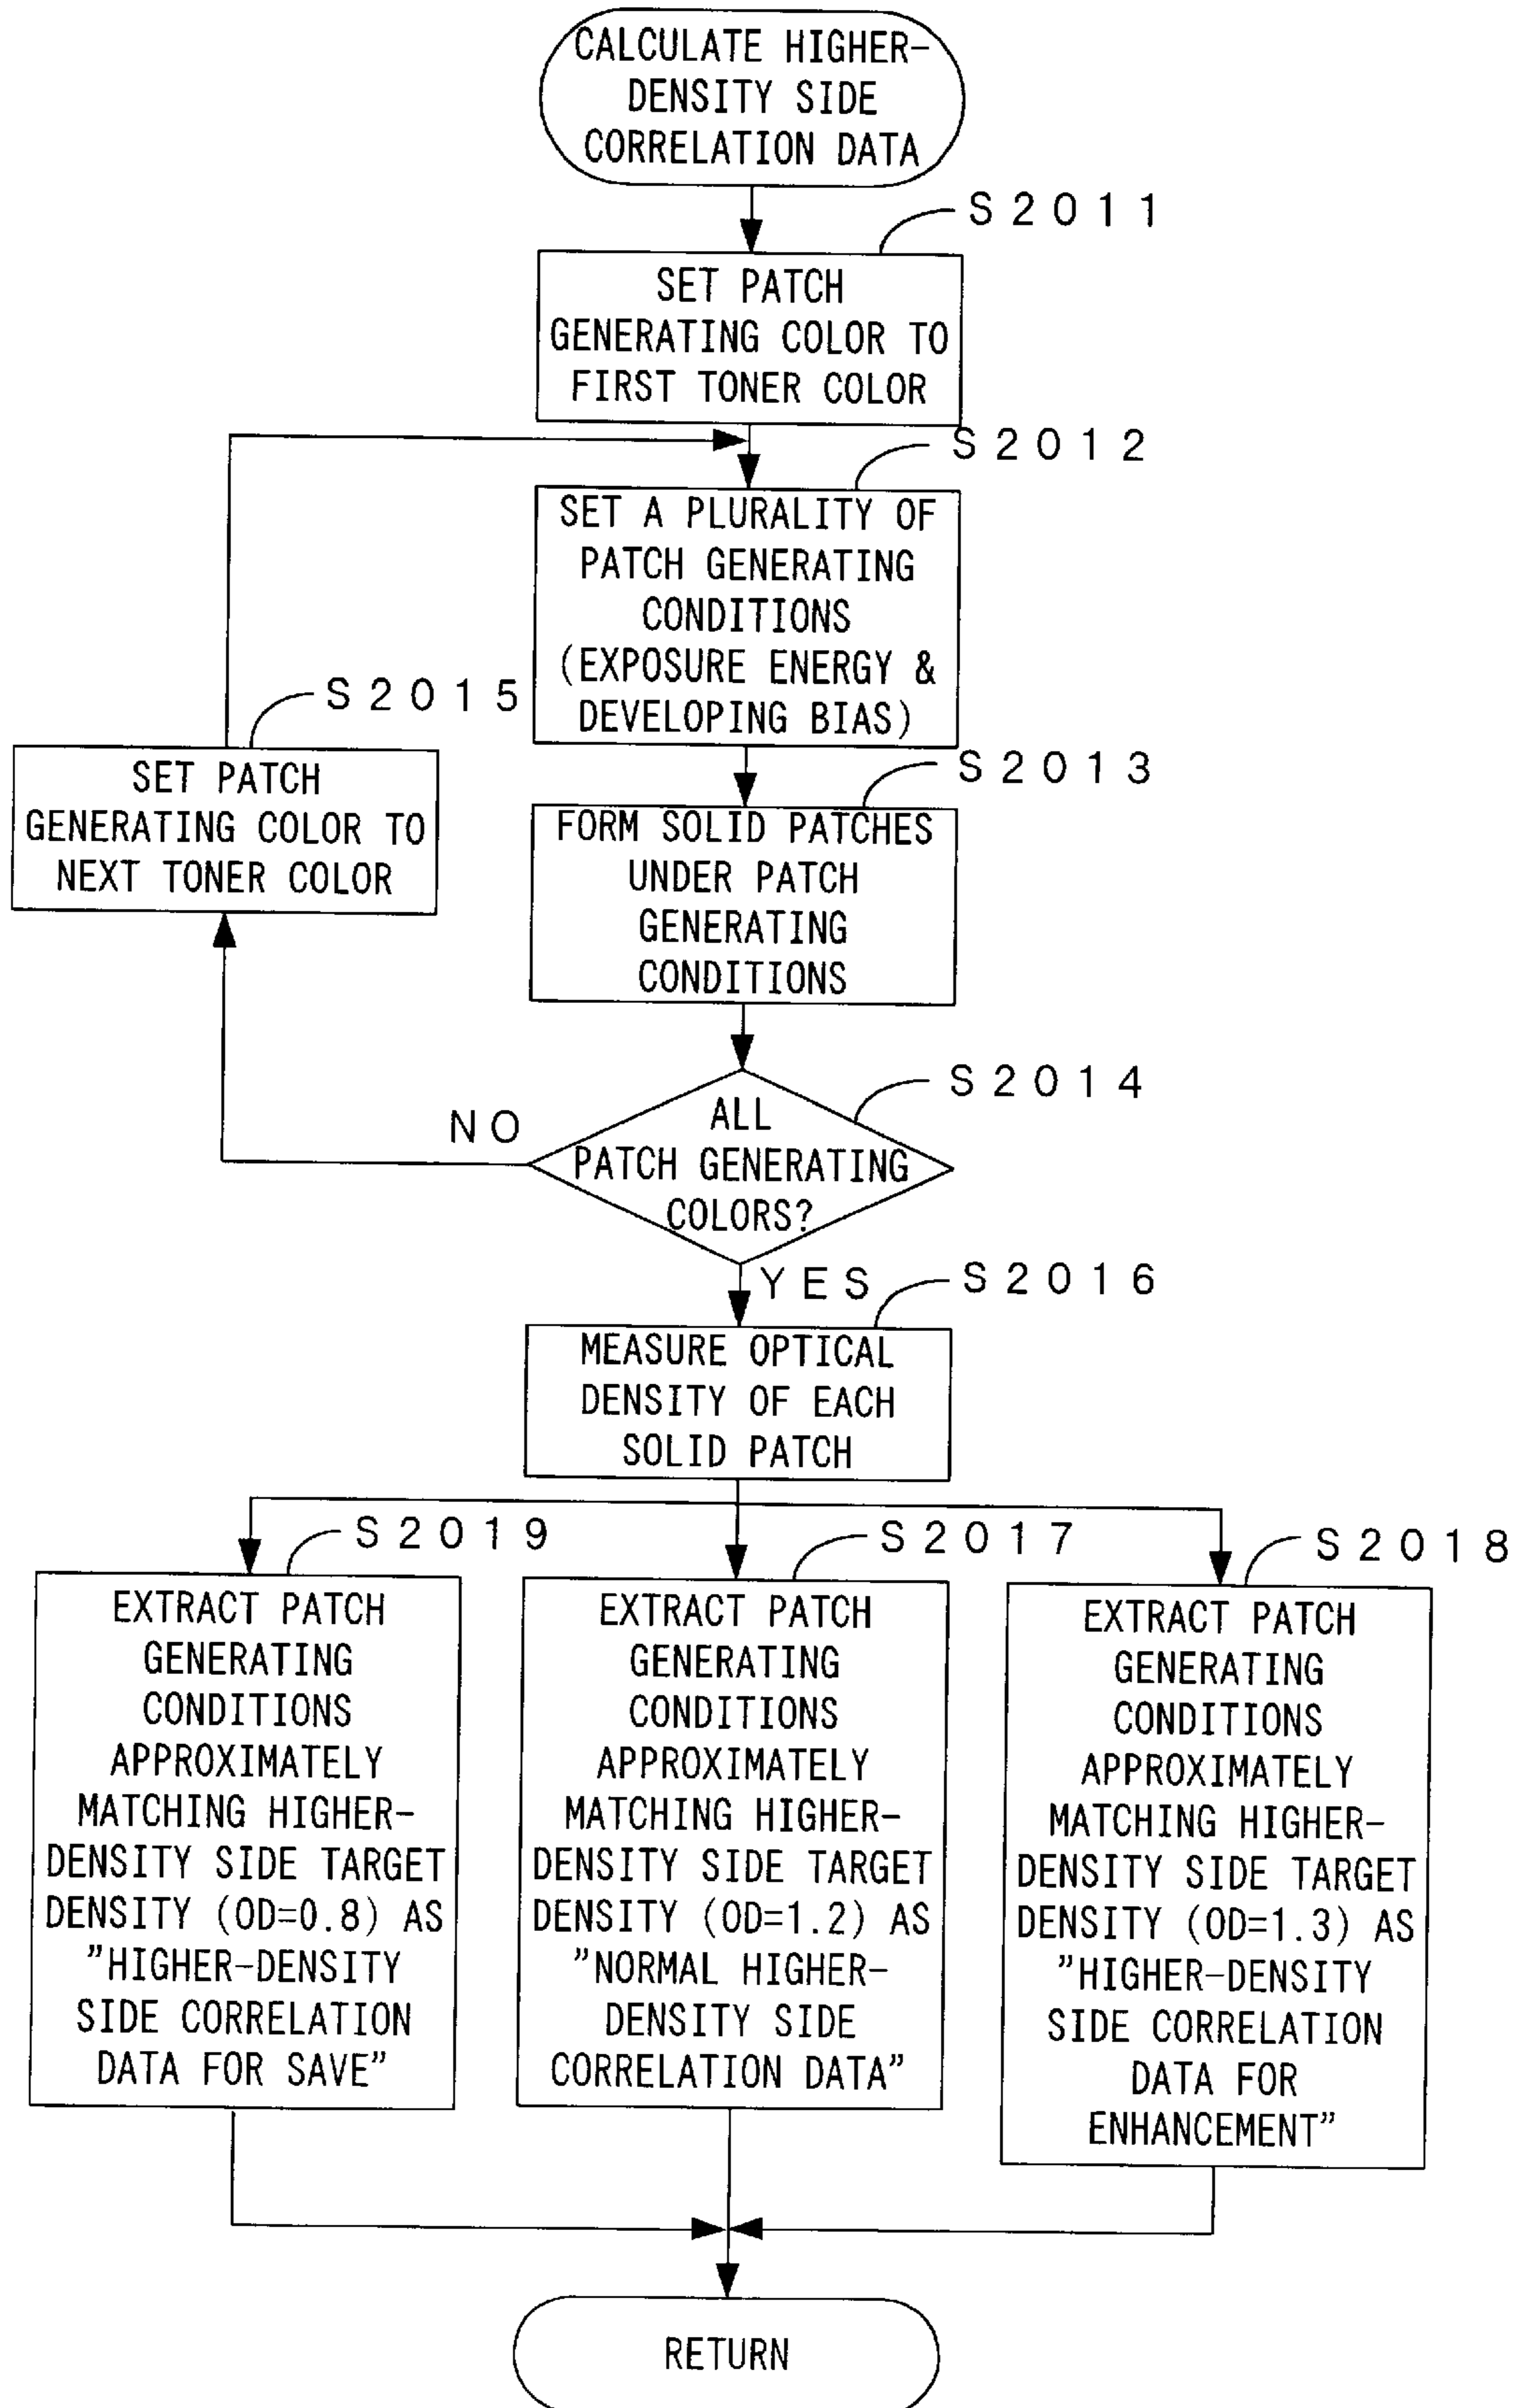 CALCULATE HIGHER-
DENSITY SIDE
CORRELATION DATA
S2011
SET PATCH
GENERATING COLOR TO
FIRST TONER COLOR
S2012
SET A PLURALITY OF
PATCH GENERATING
CONDITIONS
(EXPOSURE ENERGY &
DEVELOPING BIAS)
S2015
SET PATCH
GENERATING COLOR TO
NEXT TONER COLOR
S2013
FORM SOLID PATCHES
UNDER PATCH
GENERATING
CONDITIONS
S2014
NO
ALL
PATCH GENERATING
COLORS?
YES
S2016
MEASURE OPTICAL
DENSITY OF EACH
SOLID PATCH
S2019
EXTRACT PATCH
GENERATING
CONDITIONS
APPROXIMATELY
MATCHING HIGHER-
DENSITY SIDE TARGET
DENSITY (OD=0.8) AS
"HIGHER-DENSITY
SIDE CORRELATION
DATA FOR SAVE"
S2017
EXTRACT PATCH
GENERATING
CONDITIONS
APPROXIMATELY
MATCHING HIGHER-
DENSITY SIDE TARGET
DENSITY (OD=1.2) AS
"NORMAL HIGHER-
DENSITY SIDE
CORRELATION DATA"
S2018
EXTRACT PATCH
GENERATING
CONDITIONS
APPROXIMATELY
MATCHING HIGHER-
DENSITY SIDE TARGET
DENSITY (OD=1.3) AS
"HIGHER-DENSITY
SIDE CORRELATION
DATA FOR
ENHANCEMENT"
RETURN